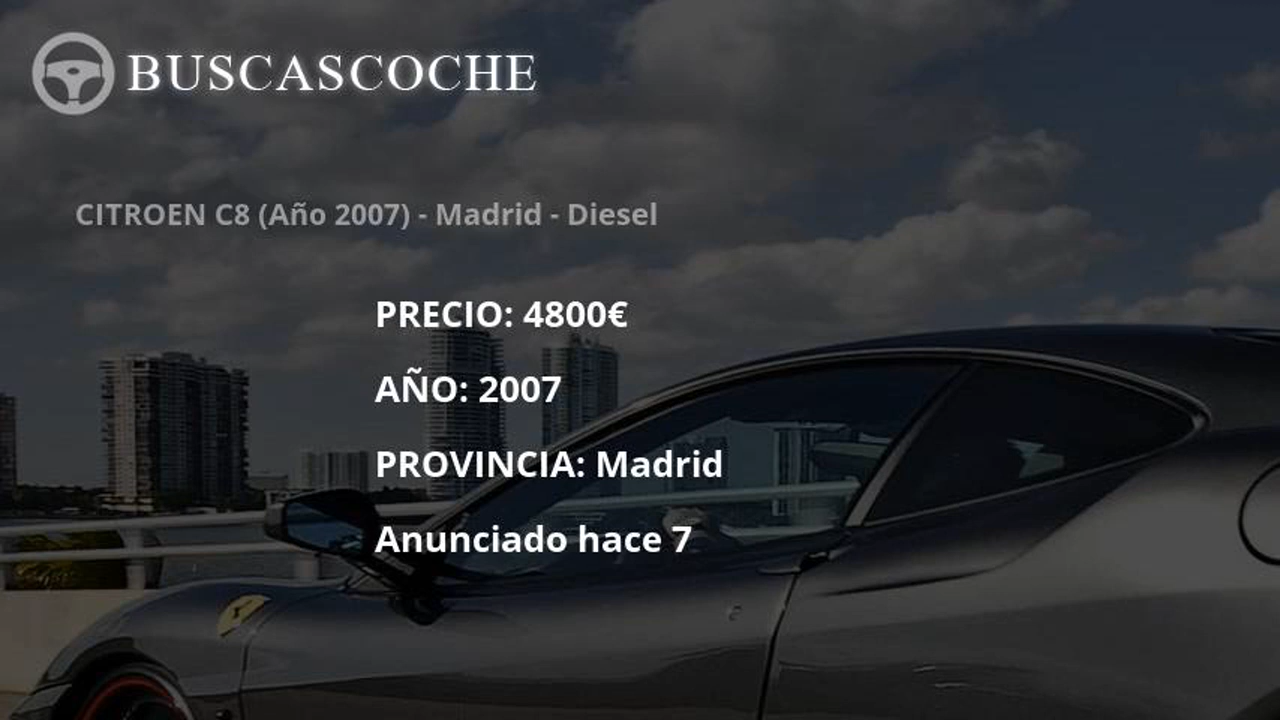 BUSCASCOCHE
CITROEN C8 (Año 2007) - Madrid - Diesel
PRECIO: 4800€
AÑO: 2007
PROVINCIA: Madrid
Anunciado hace 7